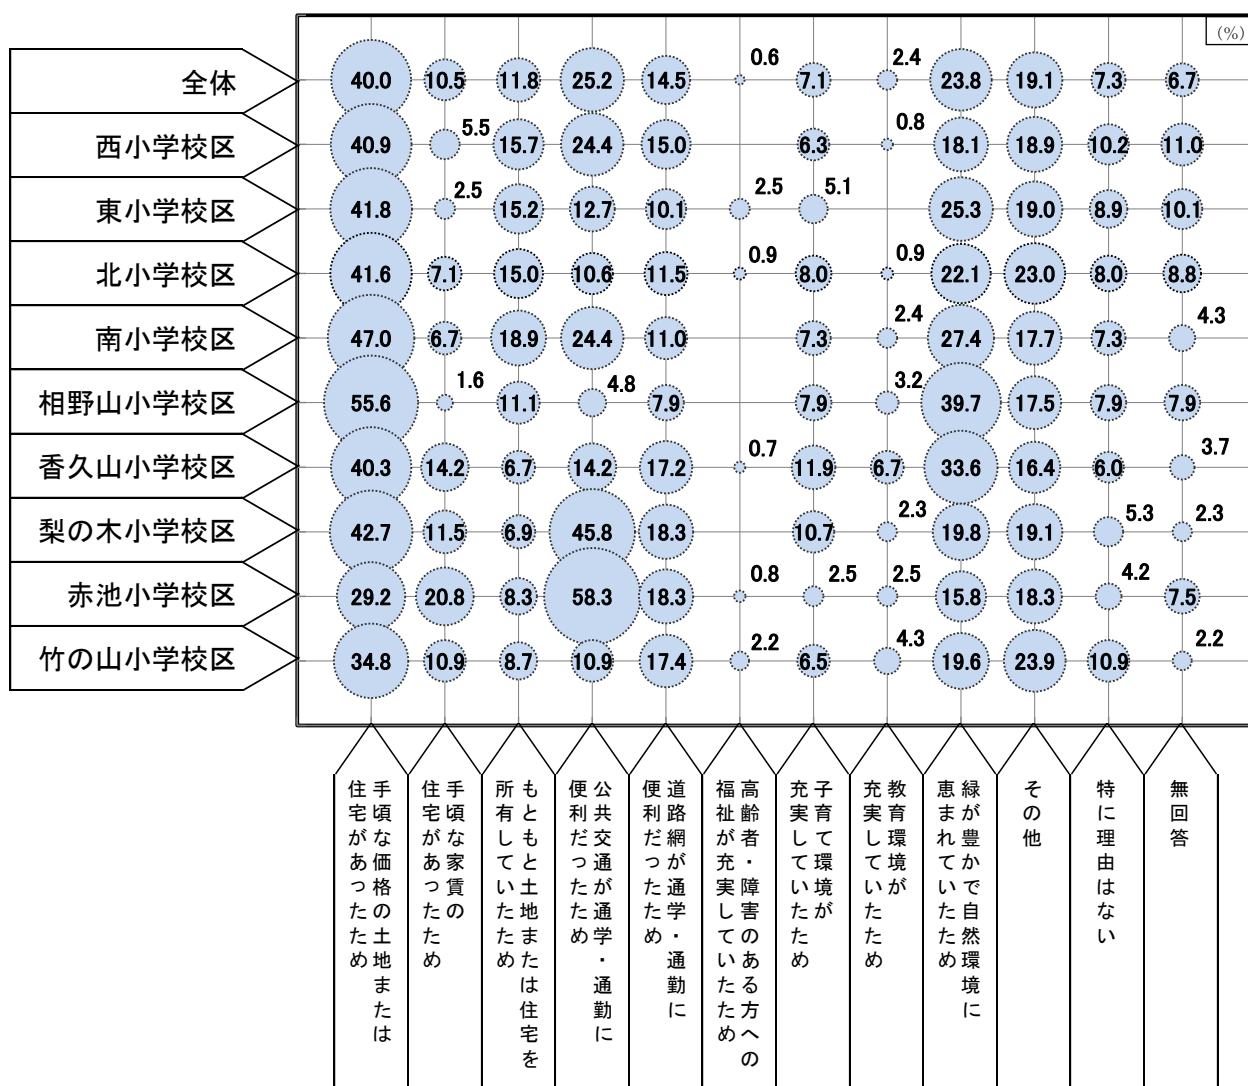 (%)
全体
40.0 10.5 11.8 25.2 14.5 0.6 7.1 2.4 23.8 19.1 7.3 6.7
西小学校区
40.9 5.5 15.7 24.4 15.0 6.3 0.8 18.1 18.9 10.2 11.0
東小学校区
41.8 2.5 15.2 12.7 10.1 2.5 5.1 25.3 19.0 8.9 10.1
北小学校区
41.6 7.1 15.0 10.6 11.5 0.9 8.0 0.9 22.1 23.0 8.0 8.8
南小学校区
47.0 6.7 18.9 24.4 11.0 7.3 2.4 27.4 17.7 7.3 4.3
相野山小学校区
55.6 1.6 11.1 4.8 7.9 7.9 3.2 39.7 17.5 7.9 7.9
香久山小学校区
40.3 14.2 6.7 14.2 17.2 0.7 11.9 6.7 33.6 16.4 6.0 3.7
梨の木小学校区
42.7 11.5 6.9 45.8 18.3 10.7 2.3 19.8 19.1 5.3 2.3
赤池小学校区
29.2 20.8 8.3 58.3 18.3 0.8 2.5 2.5 15.8 18.3 4.2 7.5
竹の山小学校区
34.8 10.9 8.7 10.9 17.4 2.2 6.5 4.3 19.6 23.9 10.9 2.2
手頃な価格の土地または
住宅があったため
手頃な家賃の
住宅があったため
もともと土地または住宅を
所有していたため
公共交通が通学・通勤に
便利だったため
道路網が通学・通勤に
便利だったため
高齢者・障害のある方への
福祉が充実していたため
子育て環境が
充実していたため
教育環境が
充実していたため
緑が豊かで自然環境に
恵まれていたため
その他
特に理由はない
無回答